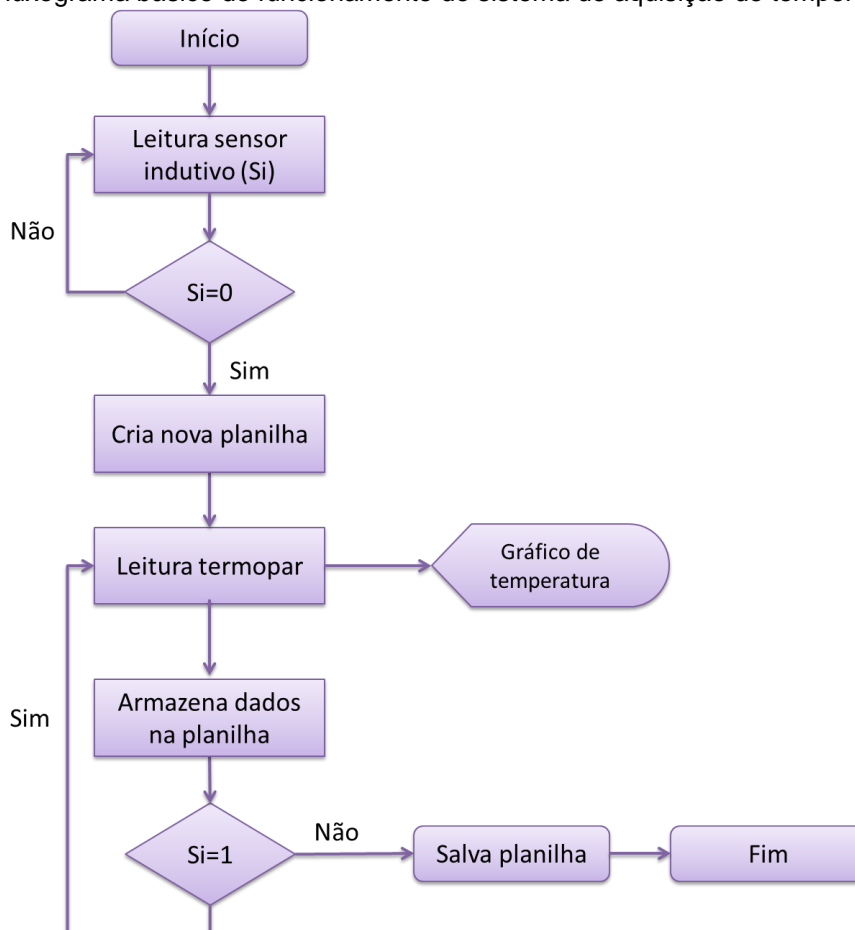 Início
Leitura sensor
indutivo (Si)
Não
Si=0
Sim
Cria nova planilha
Leitura termopar
Gráfico de
temperatura
Armazena dados
na planilha
Sim
Si=1
Não
Salva planilha
Fim